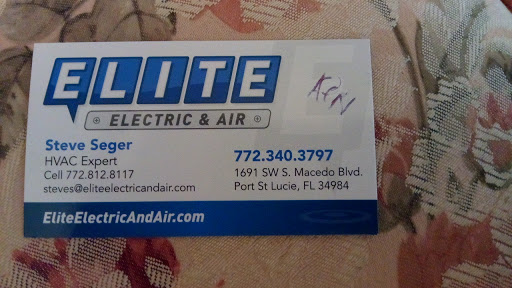 ELITE
ELECTRIC & AIR
Steve Seger
HVAC Expert
Cell 772.812.8117
steves@eliteelectricandair.com
772.340.3797
1691 SW S. Macedo Blvd.
Port St Lucie, FL 34984
EliteElectricAndAir.com